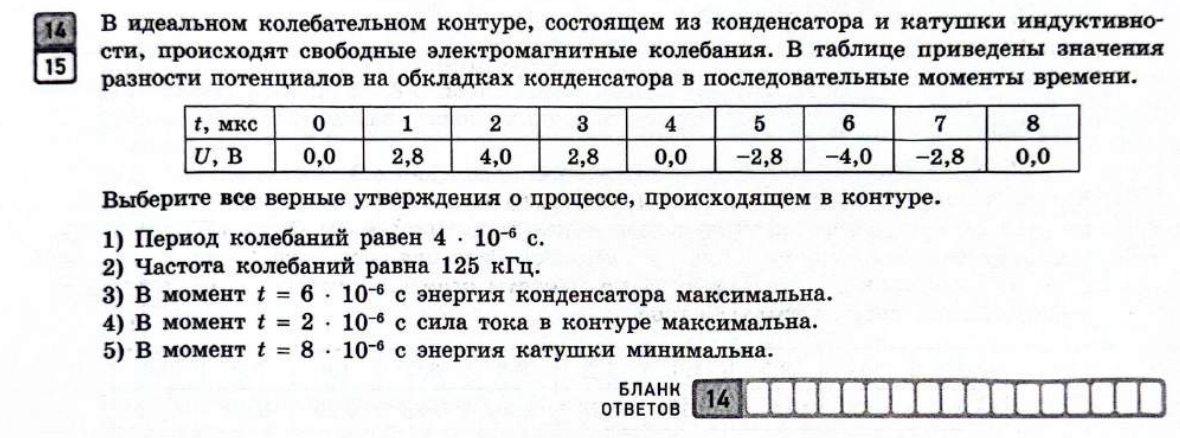 14
15
В идеальном колебательном контуре, состоящем из конденсатора и катушки индуктивно-
сти, происходят свободные электромагнитные колебания. В таблице приведены значения
разности потенциалов на обкладках конденсатора в последовательные моменты времени.
t, мкс 0 1 2 3 4 5 6 7 8
U, В 0,0 2,8 4,0 2,8 0,0 −2,8 −4,0 −2,8 0,0
Выберите все верные утверждения о процессе, происходящем в контуре.
1) Период колебаний равен 4 · 10⁻⁶ с.
2) Частота колебаний равна 125 кГц.
3) В момент t = 6 · 10⁻⁶ с энергия конденсатора максимальна.
4) В момент t = 2 · 10⁻⁶ с сила тока в контуре максимальна.
5) В момент t = 8 · 10⁻⁶ с энергия катушки минимальна.
БЛАНК
ОТВЕТОВ 14